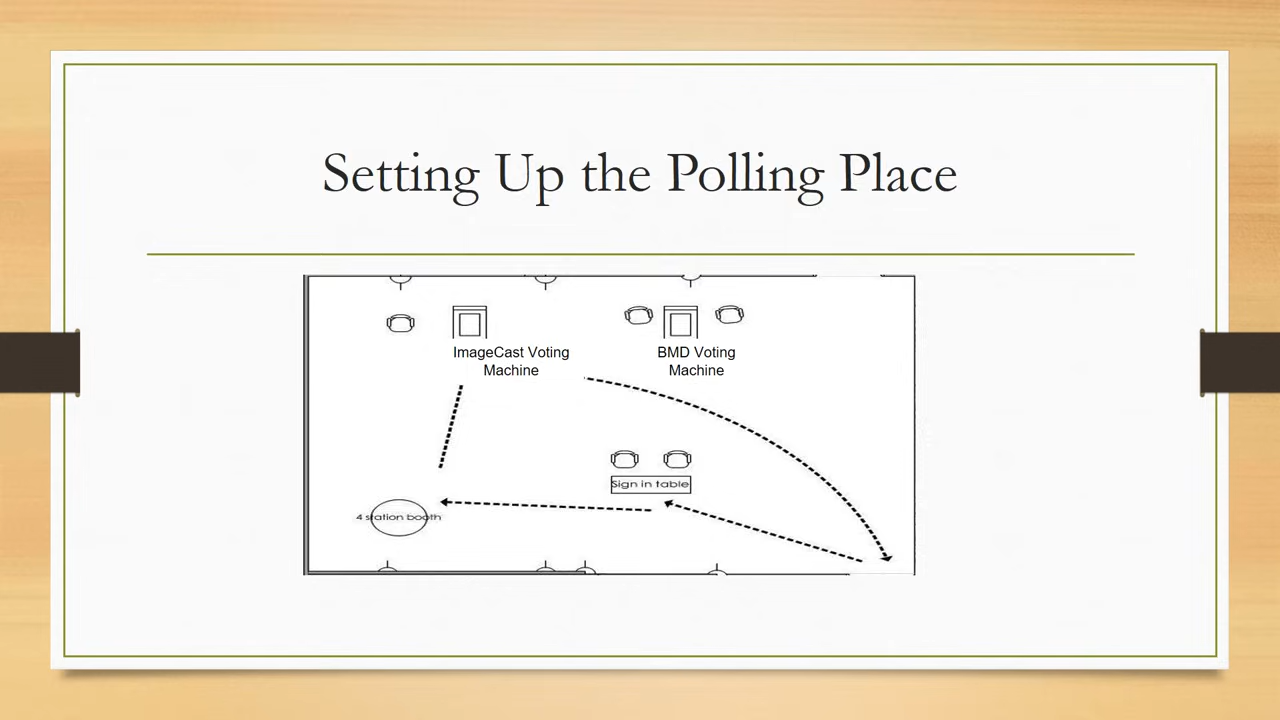 Setting Up the Polling Place
ImageCast Voting
Machine
BMD Voting
Machine
Sign in table
4 station booth